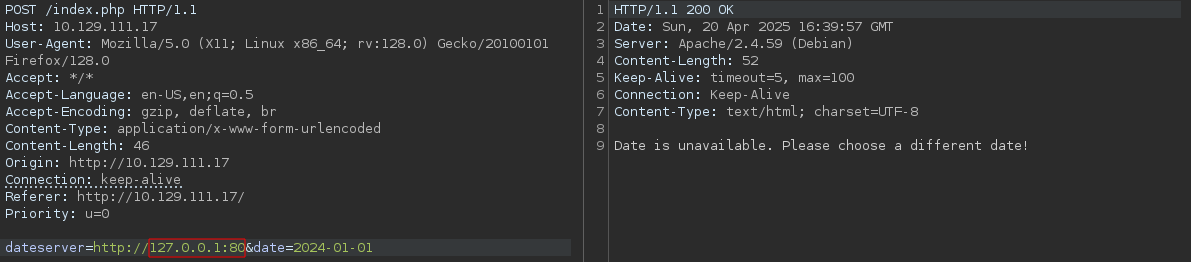 POST /index.php HTTP/1.1
Host: 10.129.111.17
User-Agent: Mozilla/5.0 (X11; Linux x86_64; rv:128.0) Gecko/20100101
Firefox/128.0
Accept: */*
Accept-Language: en-US,en;q=0.5
Accept-Encoding: gzip, deflate, br
Content-Type: application/x-www-form-urlencoded
Content-Length: 46
Origin: http://10.129.111.17
Connection: keep-alive
Referer: http://10.129.111.17/
Priority: u=0
dateserver=http://127.0.0.1:80&date=2024-01-01
1 HTTP/1.1 200 OK
2 Date: Sun, 20 Apr 2025 16:39:57 GMT
3 Server: Apache/2.4.59 (Debian)
4 Content-Length: 52
5 Keep-Alive: timeout=5, max=100
6 Connection: Keep-Alive
7 Content-Type: text/html; charset=UTF-8
8
9 Date is unavailable. Please choose a different date!